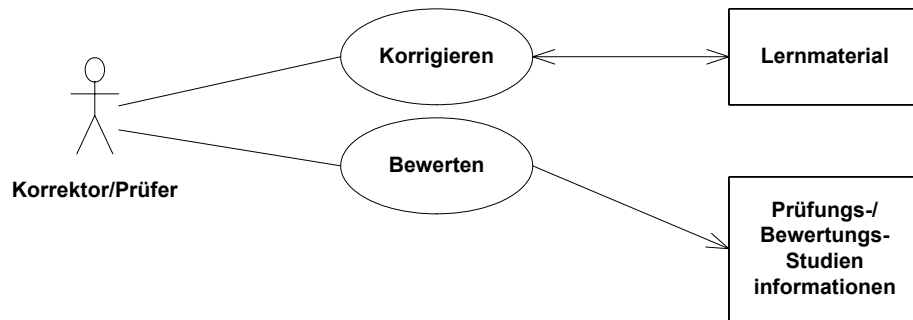 Korrigieren
Lernmaterial
Bewerten
Korrektor/Prüfer
Prüfungs-/
Bewertungs-
Studien
informationen